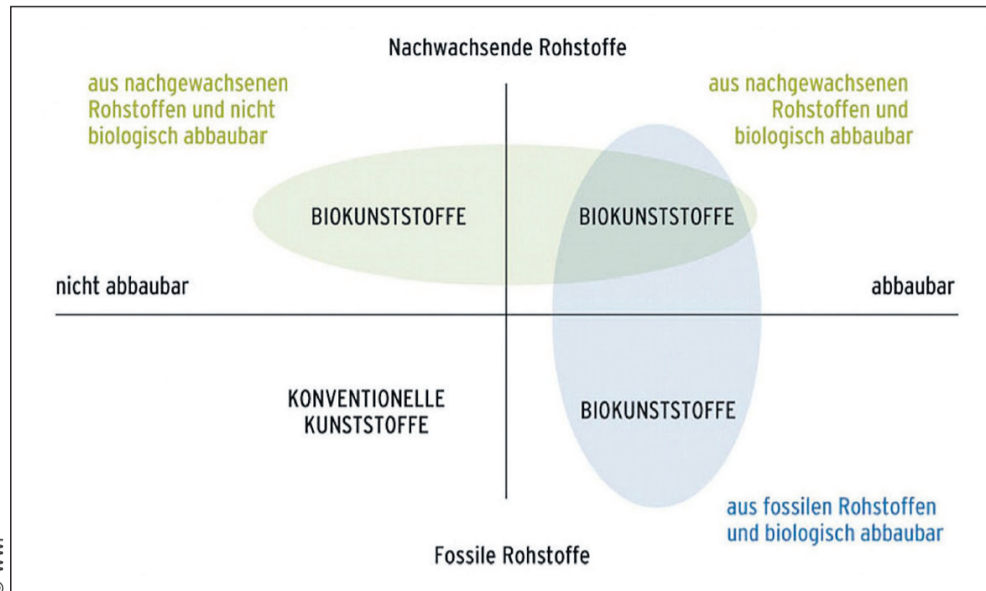 Nachwachsende Rohstoffe
aus nachgewachsenen
Rohstoffen und nicht
biologisch abbaubar
aus nachgewachsenen
Rohstoffen und
biologisch abbaubar
BIOKUNSTSTOFFE
BIOKUNSTSTOFFE
nicht abbaubar
abbaubar
KONVENTIONELLE
KUNSTSTOFFE
BIOKUNSTSTOFFE
aus fossilen Rohstoffen
und biologisch abbaubar
Fossile Rohstoffe